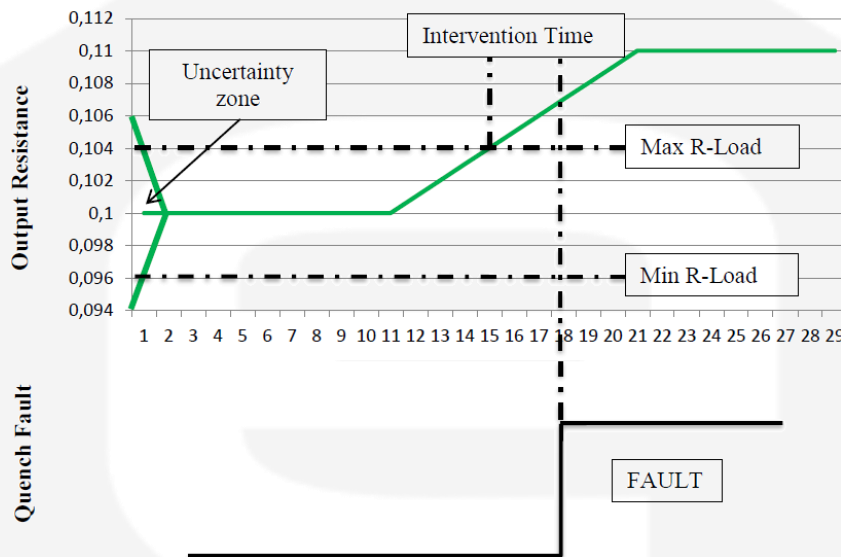 0,112
0,11
0,108
0,106
0,104
0,102
0,1
0,098
0,096
0,094
Output Resistance
Intervention Time
Uncertainty
zone
Max R-Load
Min R-Load
1 2 3 4 5 6 7 8 9 10 11 12 13 14 15 16 17 18 19 20 21 22 23 24 25 26 27 28 29
Quench Fault
FAULT